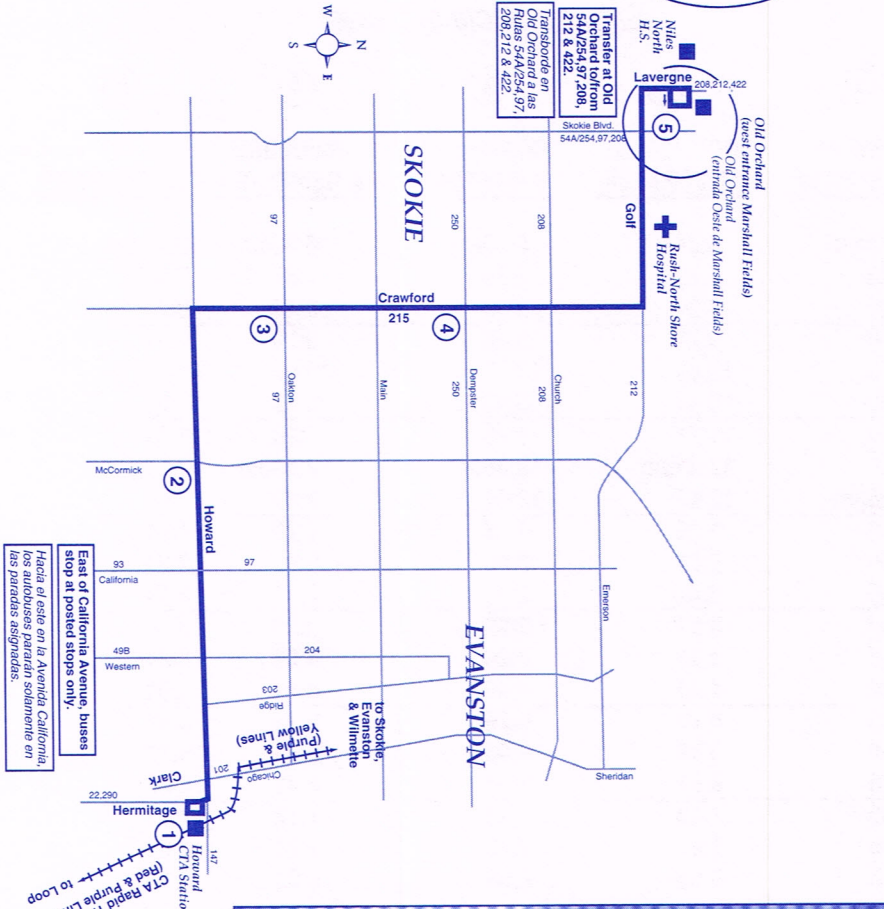 Old Orchard
(west entrance Marshall Fields)
Old Orchard
(entrada Oeste de Marshall Fields)
Niles
North
H.S.
Lavergne
208,212,422
5
Skokie Blvd.
54A/254,97,208
Transfer at Old
Orchard to/from
54A/254,97,208,
212 & 422.
Transborde en
Old Orchard a las
Rutas 54A/254,97,
208,212 & 422.
W
N
S
E
Golf
Rush-North Shore
Hospital
SKOKIE
97
250
208
Crawford
215
3
4
Oakton
97
Main
Dempster
250
Church
208
212
McCormick
2
Howard
93
California
97
Emerson
49B
Western
204
203
Ridge
EVANSTON
to Skokie,
Evanston
& Wilmette
(Purple &
Yellow Lines)
201
Chicago
Clark
Sheridan
22,290
Hermitage
1
147
Howard
CTA
CTA Rapid
(Red & Purple
to Loop
East of California Avenue, buses
stop at posted stops only.
Hacia el este en la Avenida California,
los autobuses pararán solamente en
las paradas asignadas.